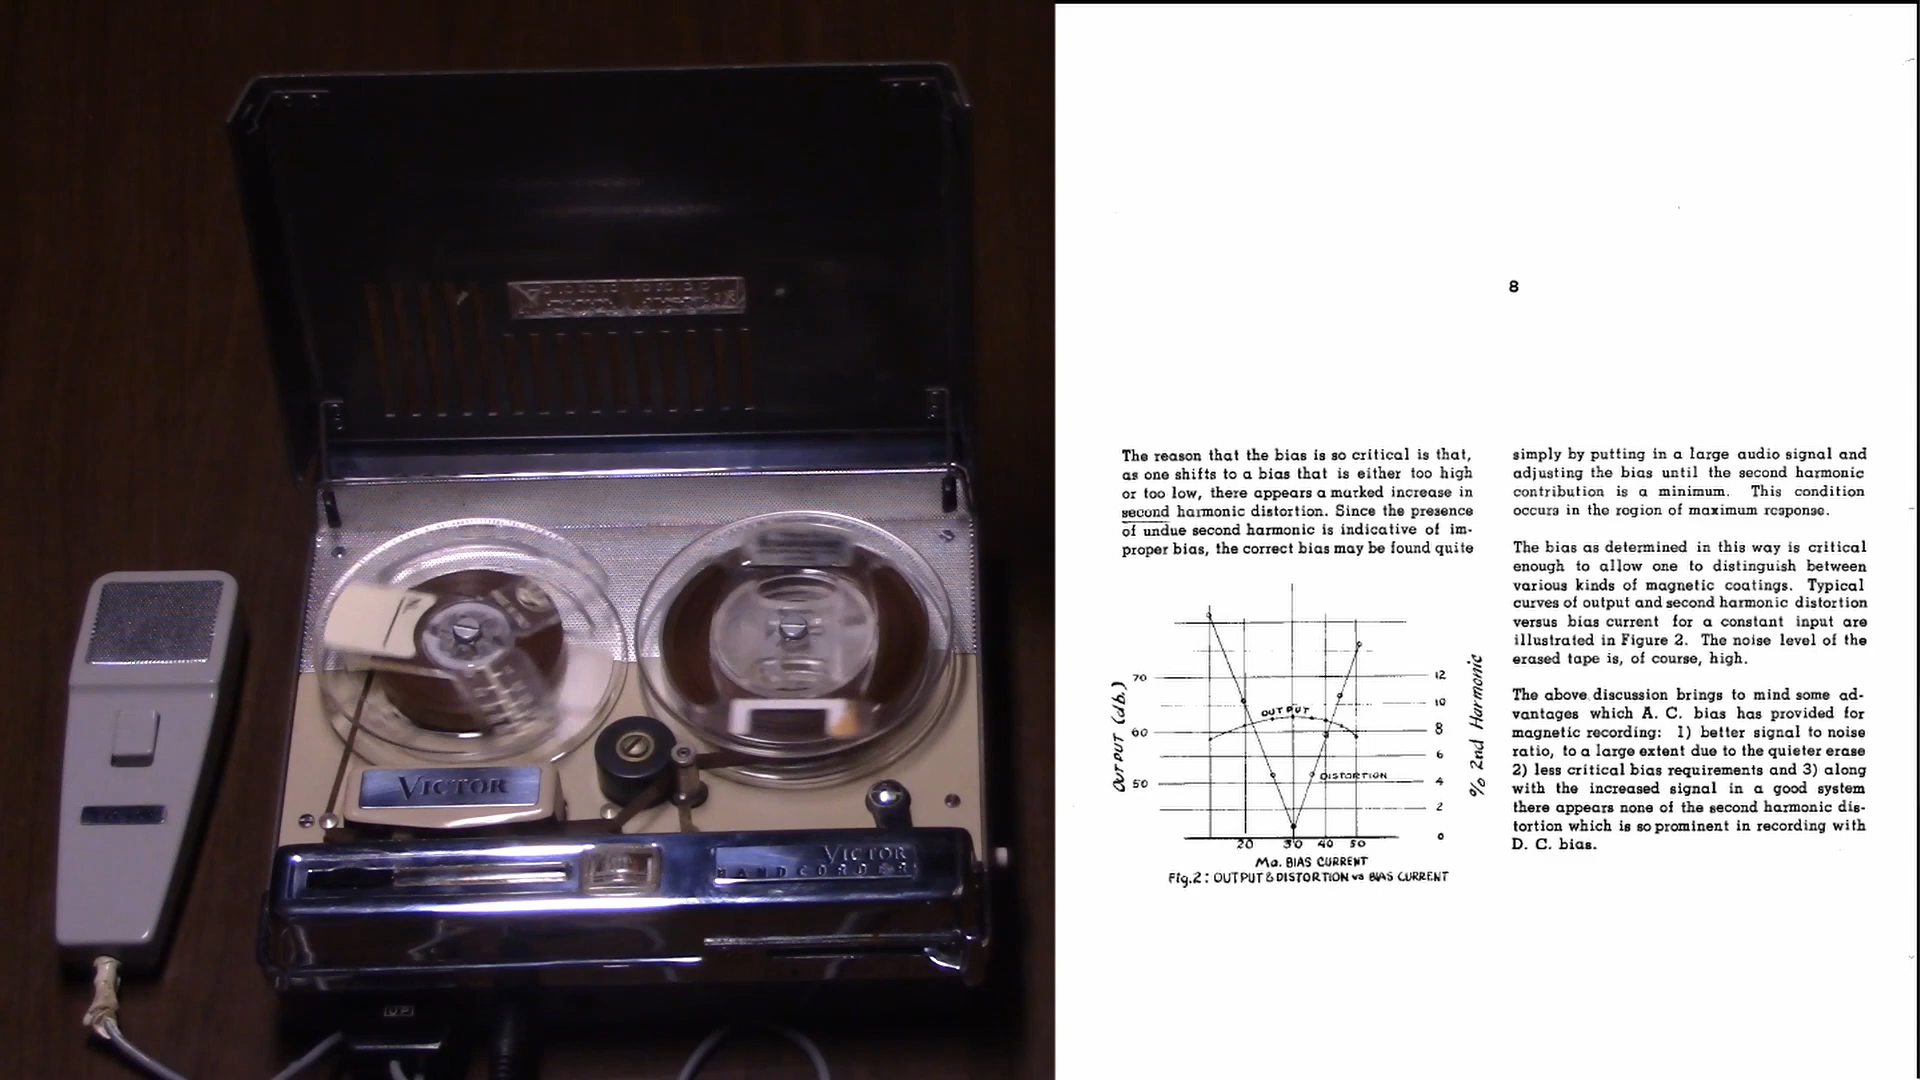 VICTOR
VICTOR
HANDCORDER
UP
8
The reason that the bias is so critical is that,
as one shifts to a bias that is either too high
or too low, there appears a marked increase in
second harmonic distortion. Since the presence
of undue second harmonic is indicative of im-
proper bias, the correct bias may be found quite
OUTPUT (db.)
70
60
50
OUTPUT
DISTORTION
12
10
8
6
4
2
0
% 2nd Harmonic
20 30 40 50
Ma. BIAS CURRENT
Fig.2: OUTPUT & DISTORTION vs BIAS CURRENT
simply by putting in a large audio signal and
adjusting the bias until the second harmonic
contribution is a minimum. This condition
occurs in the region of maximum response.
The bias as determined in this way is critical
enough to allow one to distinguish between
various kinds of magnetic coatings. Typical
curves of output and second harmonic distortion
versus bias current for a constant input are
illustrated in Figure 2. The noise level of the
erased tape is, of course, high.
The above discussion brings to mind some ad-
vantages which A. C. bias has provided for
magnetic recording: 1) better signal to noise
ratio, to a large extent due to the quieter erase
2) less critical bias requirements and 3) along
with the increased signal in a good system
there appears none of the second harmonic dis-
tortion which is so prominent in recording with
D. C. bias.